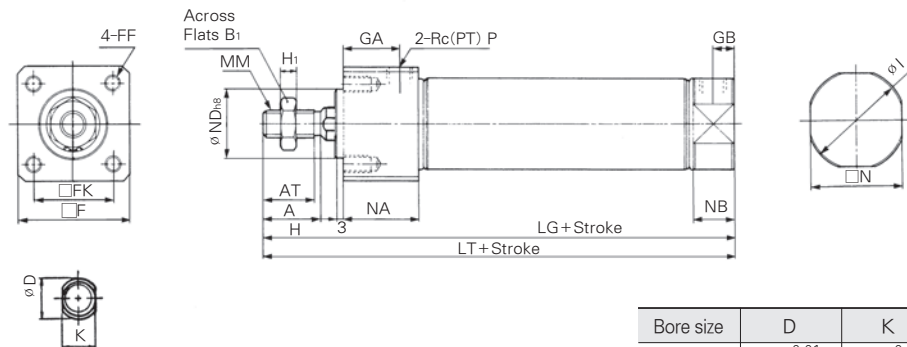 Across
Flats B1
4-FF
MM
H1
GA
2-Rc(PT) P
GB
øNDh8
øI
□FK
□F
AT
A
H
3
NA
NB
□N
LG+Stroke
LT+Stroke
øD
K
Bore size D K